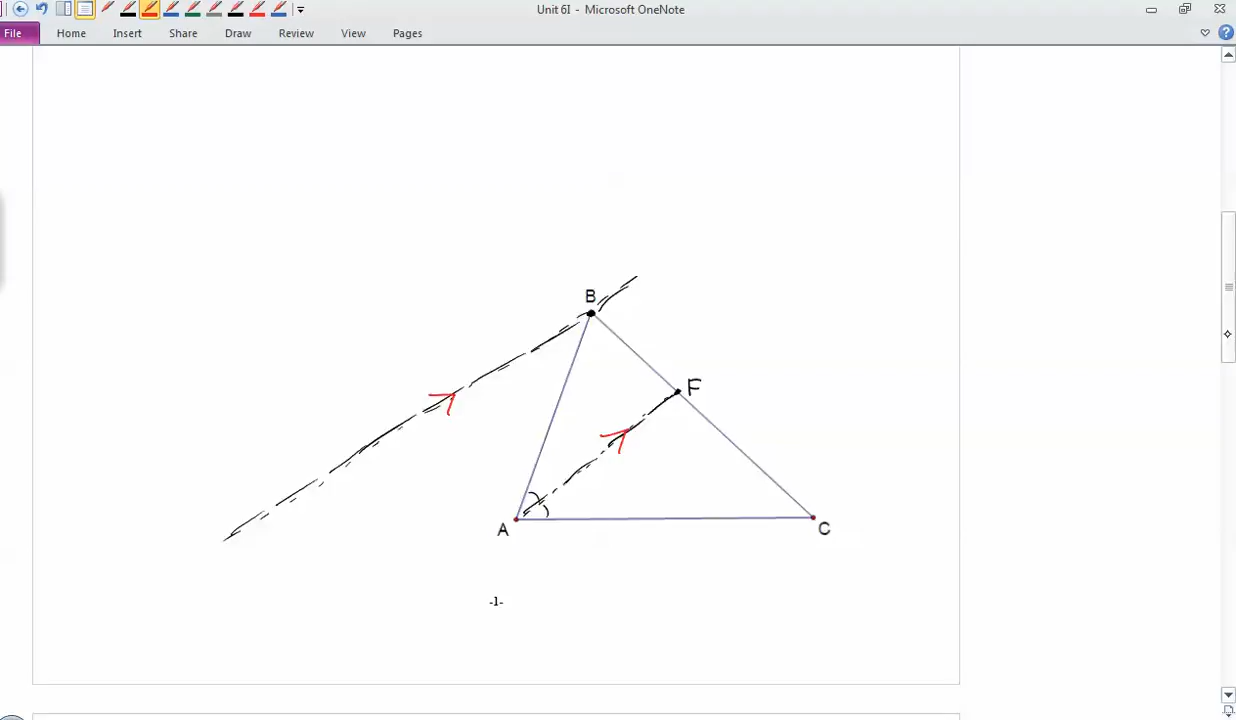 Unit 6I - Microsoft OneNote
File Home Insert Share Draw Review View Pages
B
F
A
C
-1-